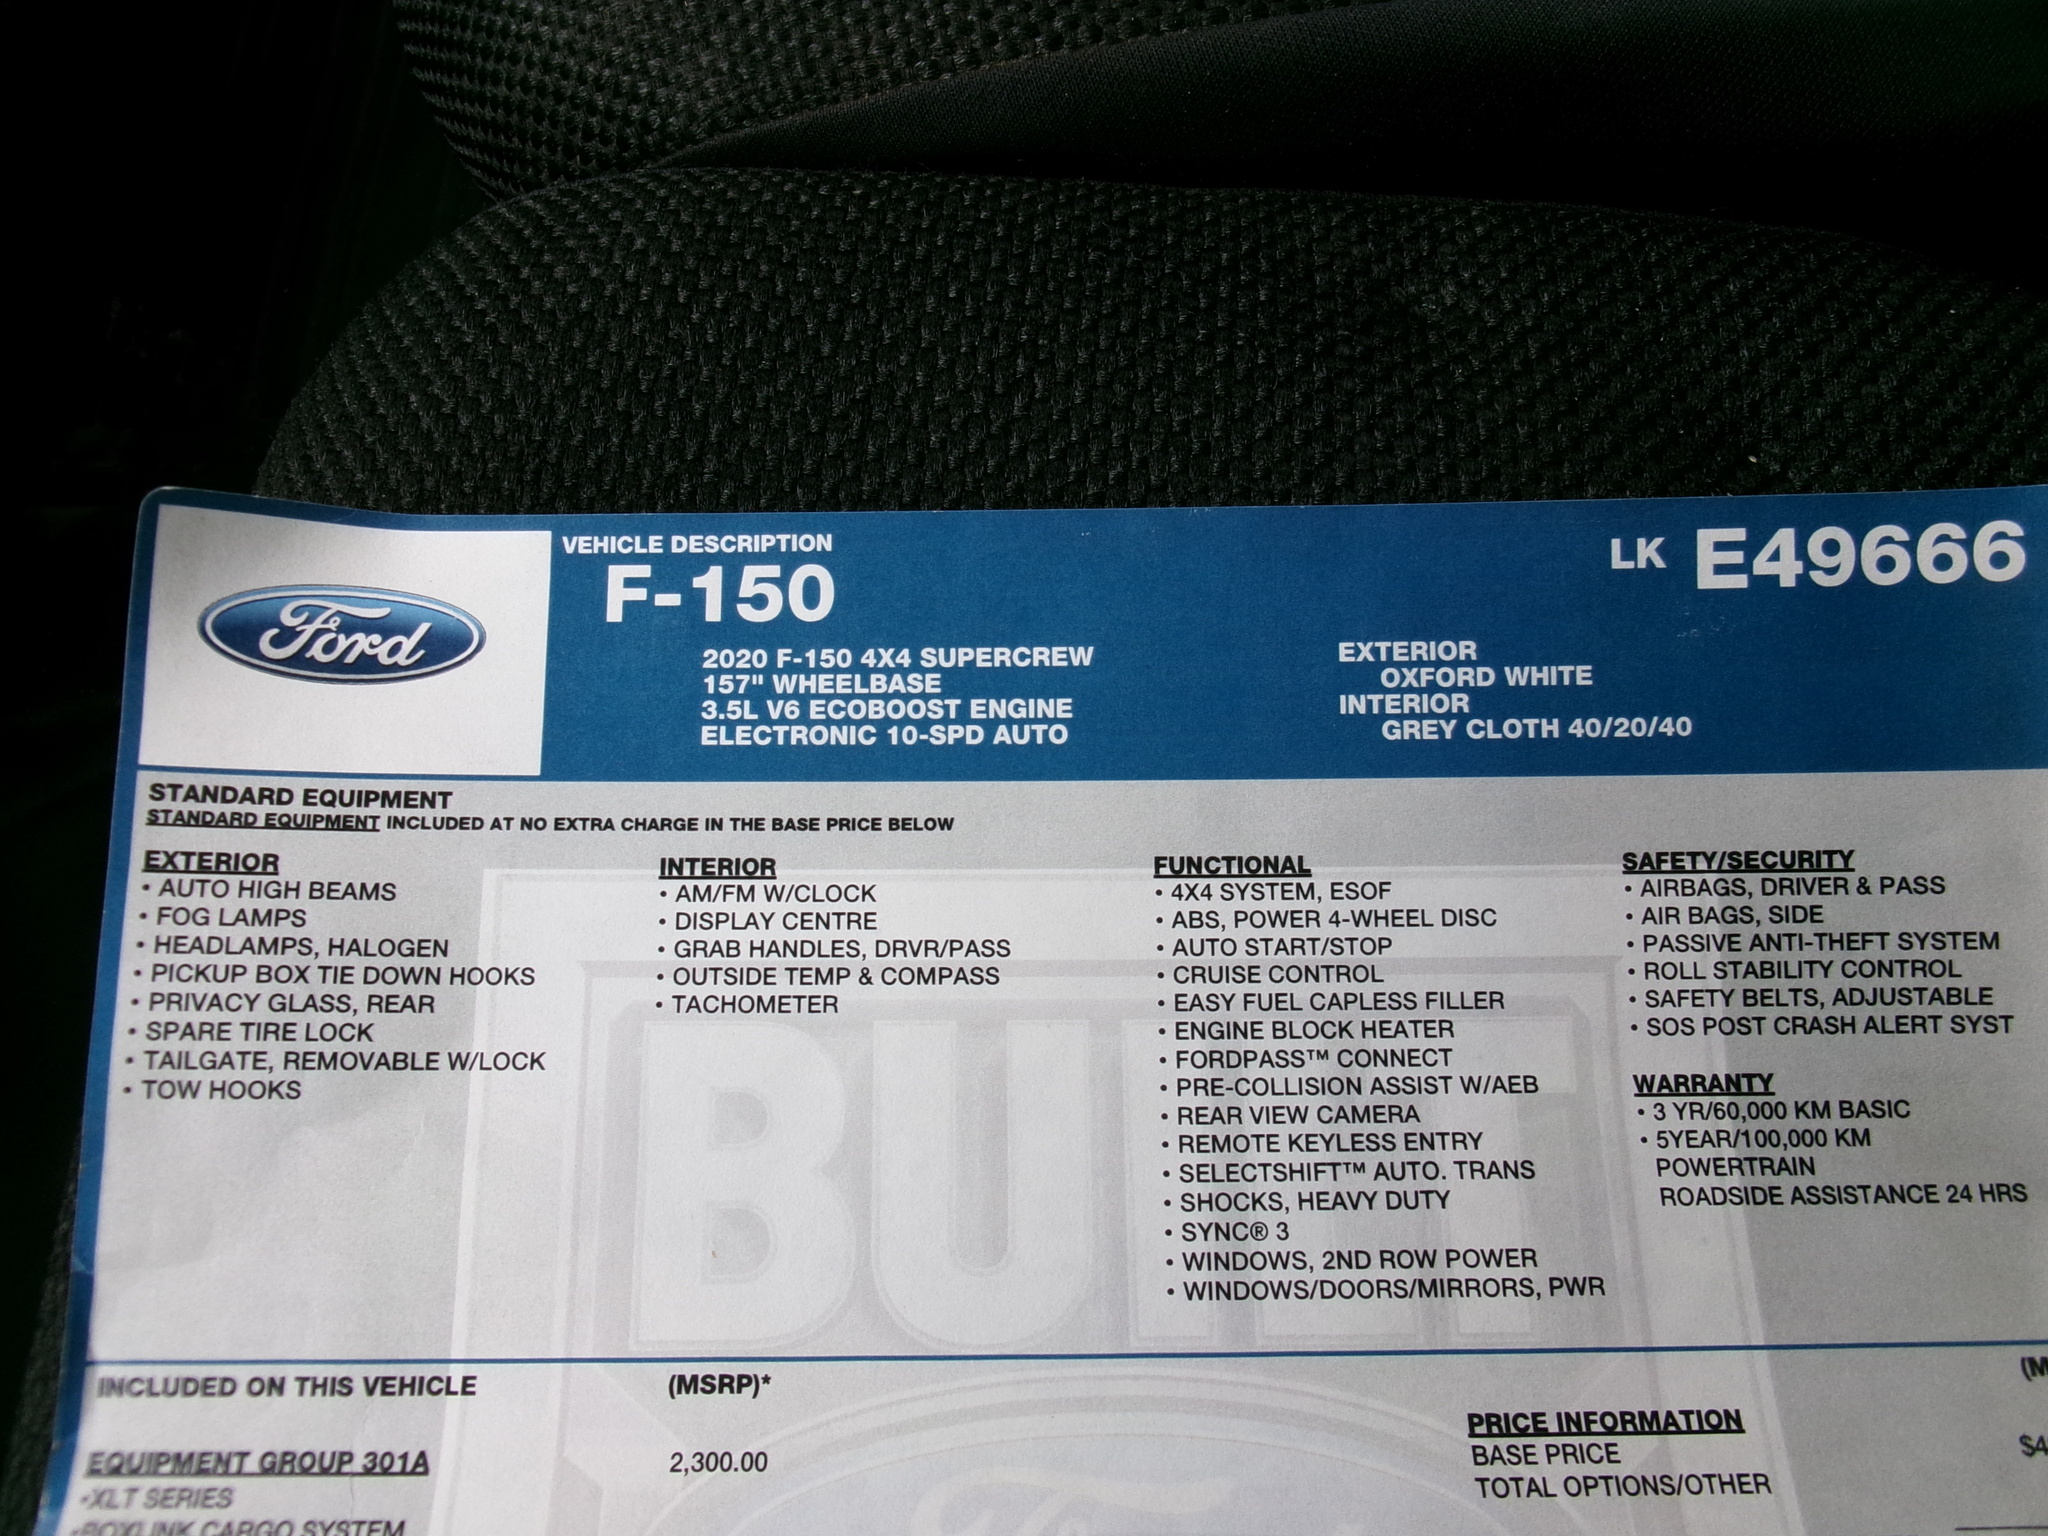 Ford
VEHICLE DESCRIPTION
F-150
LK E49666
2020 F-150 4X4 SUPERCREW
157" WHEELBASE
3.5L V6 ECOBOOST ENGINE
ELECTRONIC 10-SPD AUTO
EXTERIOR
OXFORD WHITE
INTERIOR
GREY CLOTH 40/20/40
STANDARD EQUIPMENT
STANDARD EQUIPMENT INCLUDED AT NO EXTRA CHARGE IN THE BASE PRICE BELOW
EXTERIOR
• AUTO HIGH BEAMS
• FOG LAMPS
• HEADLAMPS, HALOGEN
• PICKUP BOX TIE DOWN HOOKS
• PRIVACY GLASS, REAR
• SPARE TIRE LOCK
• TAILGATE, REMOVABLE W/LOCK
• TOW HOOKS
INTERIOR
• AM/FM W/CLOCK
• DISPLAY CENTRE
• GRAB HANDLES, DRVR/PASS
• OUTSIDE TEMP & COMPASS
• TACHOMETER
FUNCTIONAL
• 4X4 SYSTEM, ESOF
• ABS, POWER 4-WHEEL DISC
• AUTO START/STOP
• CRUISE CONTROL
• EASY FUEL CAPLESS FILLER
• ENGINE BLOCK HEATER
• FORDPASS™ CONNECT
• PRE-COLLISION ASSIST W/AEB
• REAR VIEW CAMERA
• REMOTE KEYLESS ENTRY
• SELECTSHIFT™ AUTO. TRANS
• SHOCKS, HEAVY DUTY
• SYNC® 3
• WINDOWS, 2ND ROW POWER
• WINDOWS/DOORS/MIRRORS, PWR
SAFETY/SECURITY
• AIRBAGS, DRIVER & PASS
• AIR BAGS, SIDE
• PASSIVE ANTI-THEFT SYSTEM
• ROLL STABILITY CONTROL
• SAFETY BELTS, ADJUSTABLE
• SOS POST CRASH ALERT SYST
WARRANTY
• 3 YR/60,000 KM BASIC
• 5YEAR/100,000 KM
POWERTRAIN
ROADSIDE ASSISTANCE 24 HRS
BUILT
INCLUDED ON THIS VEHICLE
(MSRP)*
EQUIPMENT GROUP 301A
2,300.00
•XLT SERIES
•BOXLINK CARGO SYSTEM
(M
PRICE INFORMATION
BASE PRICE
$4
TOTAL OPTIONS/OTHER